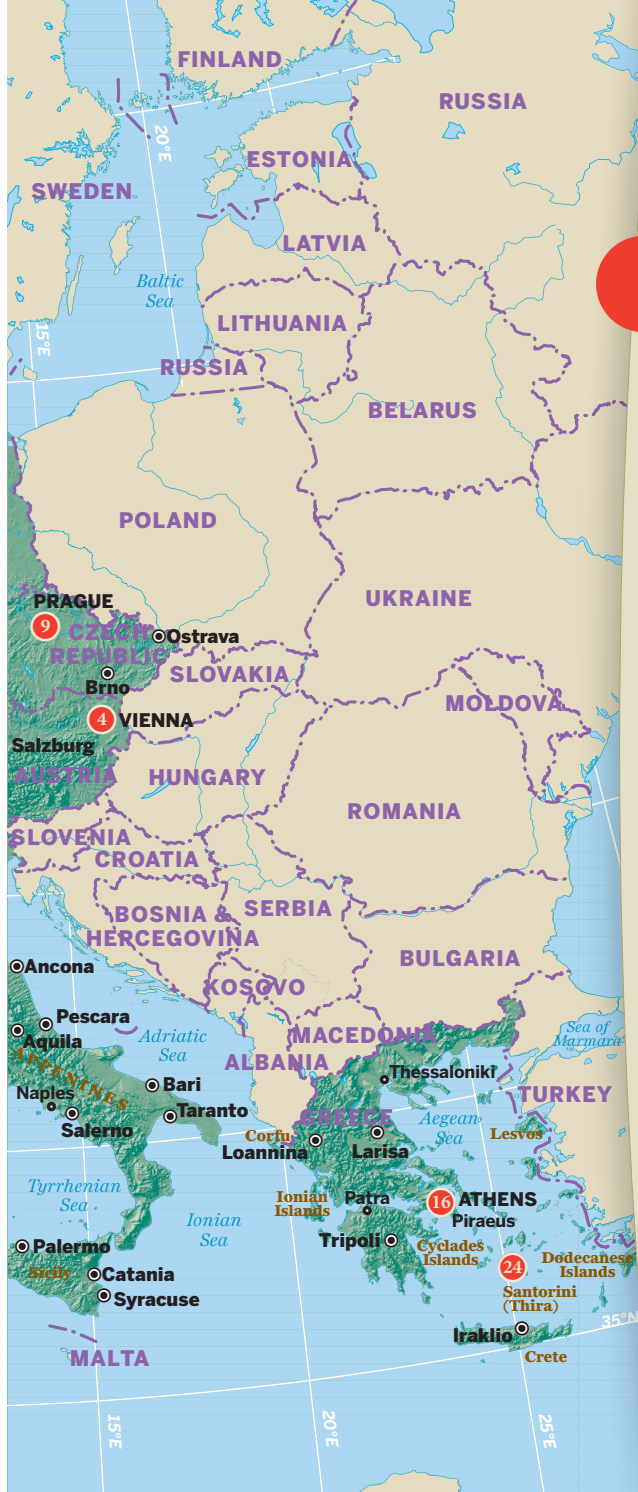 FINLAND
RUSSIA
20°E
ESTONIA
SWEDEN
LATVIA
Baltic
Sea
LITHUANIA
15°E
RUSSIA
BELARUS
POLAND
UKRAINE
PRAGUE
9
CZECH
REPUBLIC
Ostrava
SLOVAKIA
Brno
MOLDOVA
4
VIENNA
Salzburg
AUSTRIA
HUNGARY
ROMANIA
SLOVENIA
CROATIA
BOSNIA &
HERCEGOVINA
SERBIA
BULGARIA
Ancona
KOSOVO
Pescara
Aquila
Adriatic
Sea
MACEDONIA
Sea of
Marmara
ALBANIA
APPENINES
Thessaloniki
Bari
Naples
TURKEY
Taranto
GREECE
Salerno
Aegean
Sea
Corfu
Lesvos
Loannina
Larisa
Tyrrhenian
Sea
Ionian
Islands
Patra
16
ATHENS
Piraeus
Ionian
Sea
Palermo
Tripoli
Cyclades
Islands
Dodecanese
Islands
Sicily
Catania
24
Syracuse
Santorini
(Thira)
35°N
Iraklio
MALTA
Crete
15°E
20°E
25°E